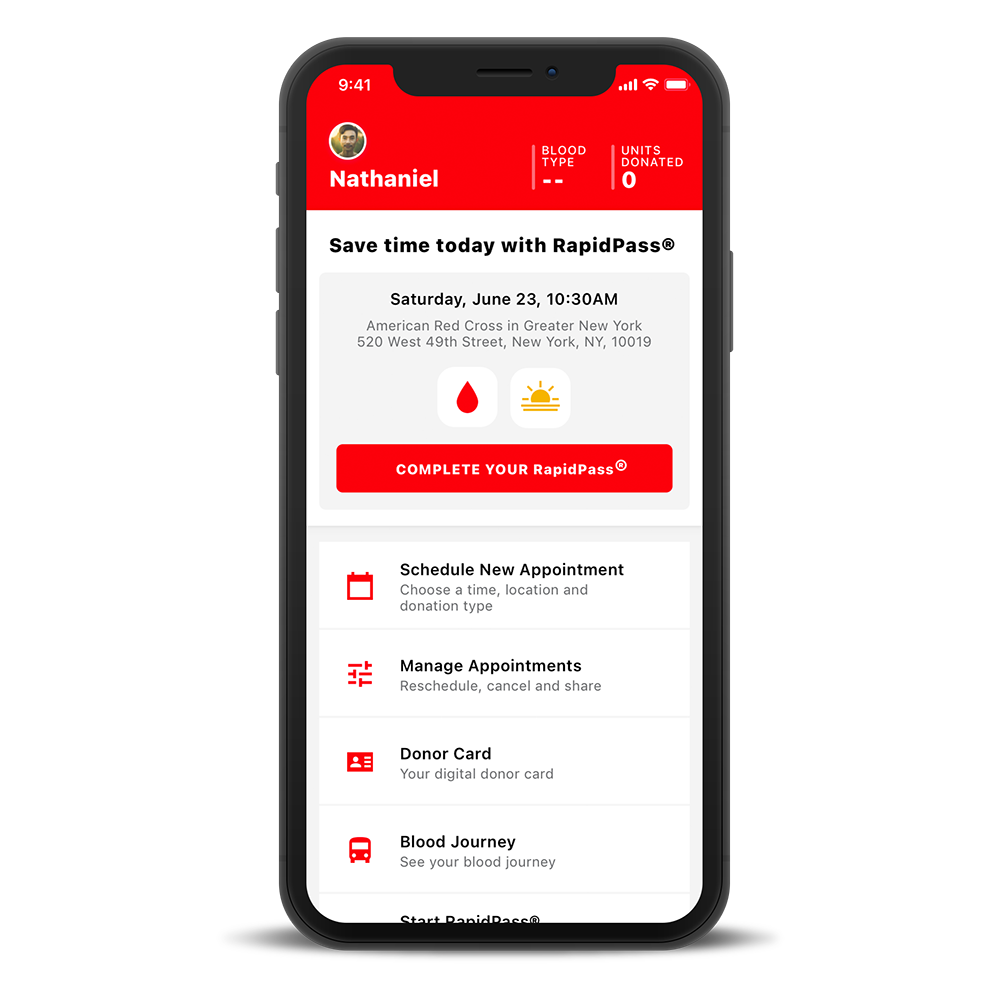 9:41
Nathaniel
BLOOD
TYPE
--
UNITS
DONATED
0
Save time today with RapidPass®
Saturday, June 23, 10:30AM
American Red Cross in Greater New York
520 West 49th Street, New York, NY, 10019
COMPLETE YOUR RapidPass®
Schedule New Appointment
Choose a time, location and
donation type
Manage Appointments
Reschedule, cancel and share
Donor Card
Your digital donor card
Blood Journey
See your blood journey
Start RapidPass®